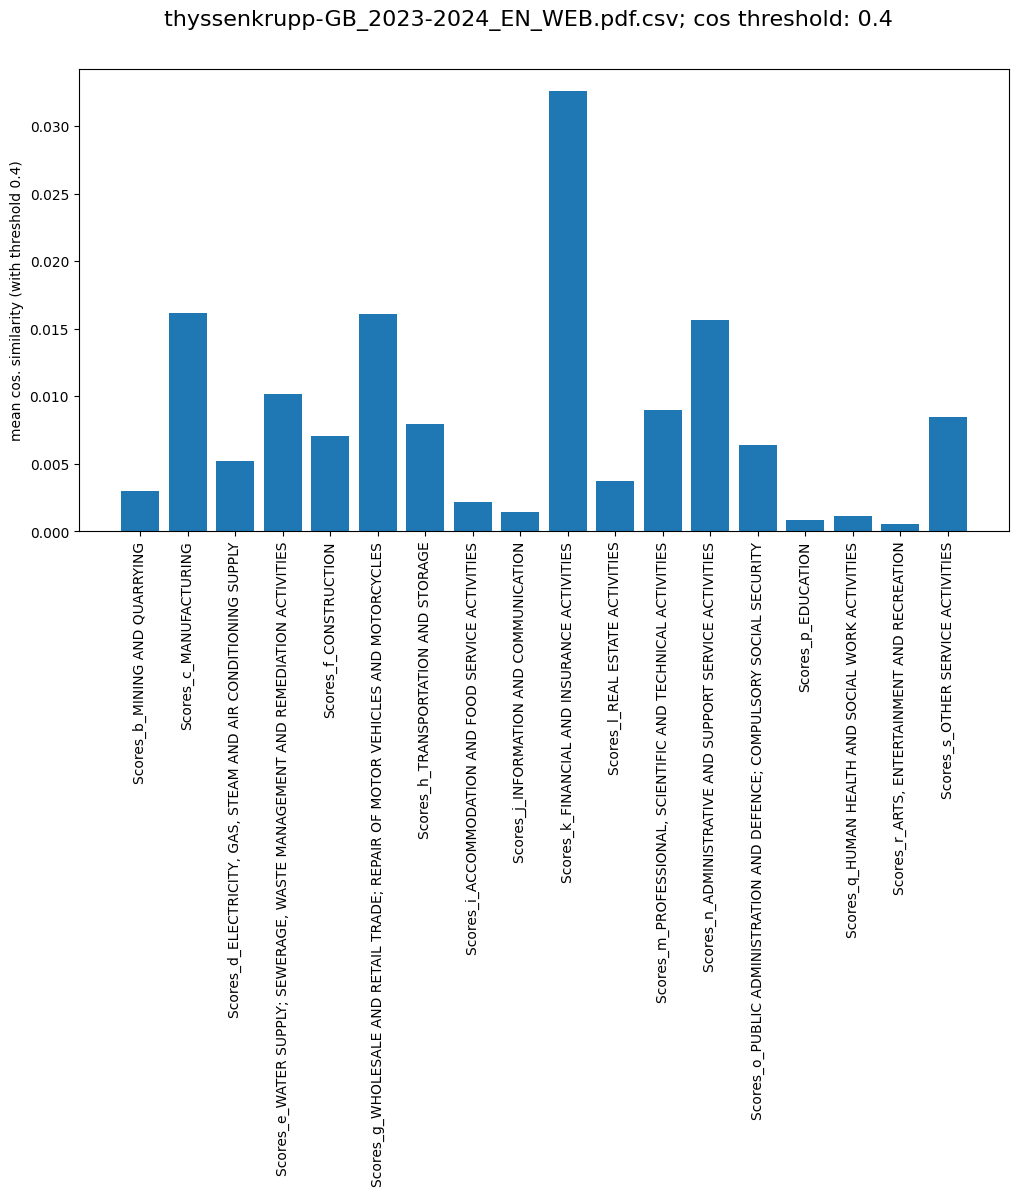 thyssenkrupp-GB_2023-2024_EN_WEB.pdf.csv; cos threshold: 0.4
mean cos. similarity (with threshold 0.4)
0.030
0.025
0.020
0.015
0.010
0.005
0.000
Scores_b_MINING AND QUARRYING
Scores_c_MANUFACTURING
Scores_d_ELECTRICITY, GAS, STEAM AND AIR CONDITIONING SUPPLY
Scores_e_WATER SUPPLY; SEWERAGE, WASTE MANAGEMENT AND REMEDIATION ACTIVITIES
Scores_f_CONSTRUCTION
Scores_g_WHOLESALE AND RETAIL TRADE; REPAIR OF MOTOR VEHICLES AND MOTORCYCLES
Scores_h_TRANSPORTATION AND STORAGE
Scores_i_ACCOMMODATION AND FOOD SERVICE ACTIVITIES
Scores_j_INFORMATION AND COMMUNICATION
Scores_k_FINANCIAL AND INSURANCE ACTIVITIES
Scores_l_REAL ESTATE ACTIVITIES
Scores_m_PROFESSIONAL, SCIENTIFIC AND TECHNICAL ACTIVITIES
Scores_n_ADMINISTRATIVE AND SUPPORT SERVICE ACTIVITIES
Scores_o_PUBLIC ADMINISTRATION AND DEFENCE; COMPULSORY SOCIAL SECURITY
Scores_p_EDUCATION
Scores_q_HUMAN HEALTH AND SOCIAL WORK ACTIVITIES
Scores_r_ARTS, ENTERTAINMENT AND RECREATION
Scores_s_OTHER SERVICE ACTIVITIES